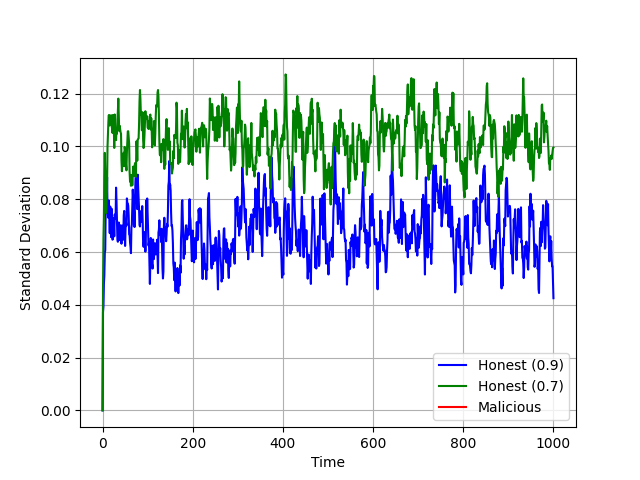 0.12
0.10
0.08
0.06
0.04
0.02
0.00
Standard Deviation
Honest (0.9)
Honest (0.7)
Malicious
0 200 400 600 800 1000
Time